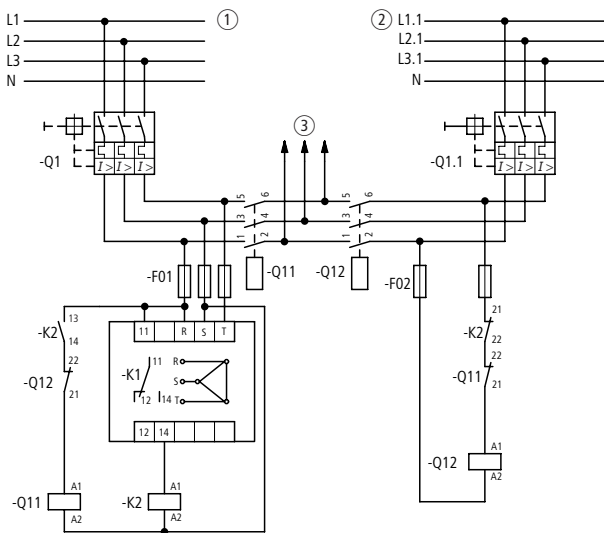 L1 ① ② L1.1
L2 L2.1
L3 L3.1
N N
-Q1 I> I> I> ③ -Q1.1 I> I> I>
5 6 5 6
3 4 3 4
1 2 1 2
-F01 -Q11 -Q12 -F02
13
-K2
14
11 R S T
21
-K2
22
22
-Q12
21
-K1 11 R
S
12 14 T
22
-Q11
21
12 14
A1
-Q12
A2
A1
-Q11
A2
A1
-K2
A2